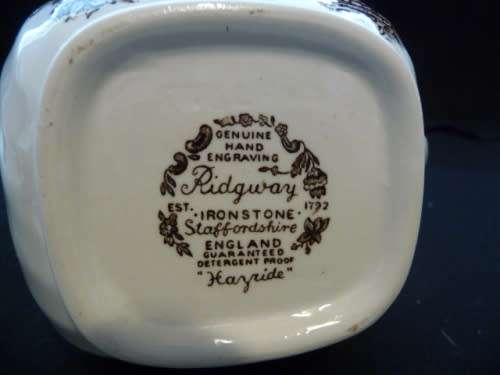 GENUINE
HAND
ENGRAVING
Ridgway
EST. · IRONSTONE · 1792
Staffordshire
ENGLAND
GUARANTEED
DETERGENT PROOF
"Hayride"